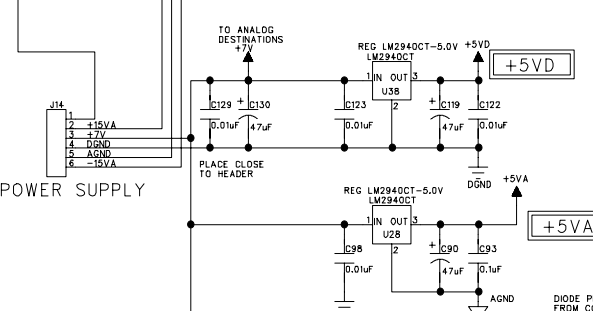 TO ANALOG
DESTINATIONS
+7V
REG LM2940CT-5.0V
LM2940CT
+5VD
+5VD
1 IN OUT 3
U38
2
J14
1
2 +15VA
3 +7V
4 DGND
5 AGND
6 -15VA
POWER SUPPLY
C129
0.01uF
+
C130
47uF
C123
0.01uF
+
C119
47uF
C122
0.01uF
PLACE CLOSE
TO HEADER
DGND
REG LM2940CT-5.0V
LM2940CT
+5VA
+5VA
1 IN OUT 3
U28
2
C98
0.01uF
+
C90
47uF
C93
0.1uF
AGND
DIODE P
FROM CO